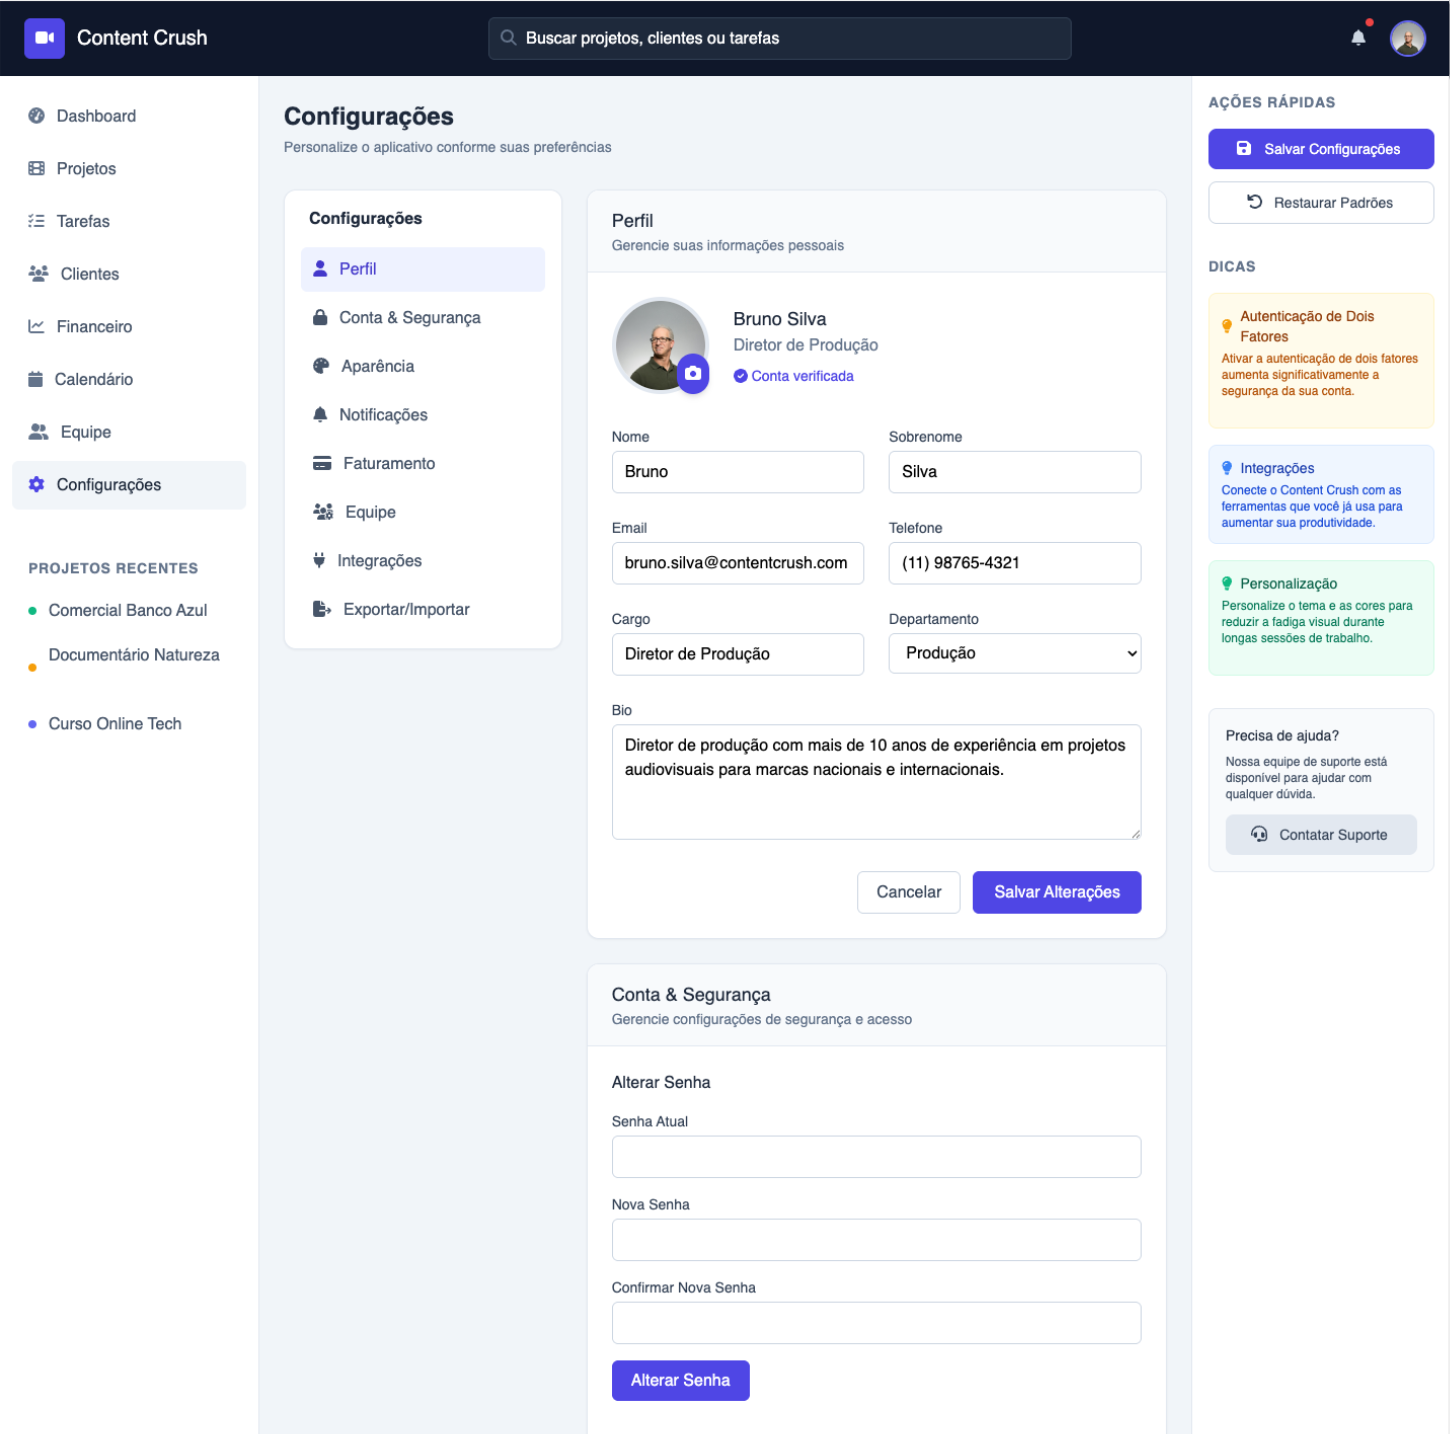 Content Crush
Buscar projetos, clientes ou tarefas
Dashboard
Projetos
Tarefas
Clientes
Financeiro
Calendário
Equipe
Configurações
PROJETOS RECENTES
Comercial Banco Azul
Documentário Natureza
Curso Online Tech
Configurações
Personalize o aplicativo conforme suas preferências
Configurações
Perfil
Conta & Segurança
Aparência
Notificações
Faturamento
Equipe
Integrações
Exportar/Importar
Perfil
Gerencie suas informações pessoais
Bruno Silva
Diretor de Produção
Conta verificada
Nome
Bruno
Sobrenome
Silva
Email
bruno.silva@contentcrush.com
Telefone
(11) 98765-4321
Cargo
Diretor de Produção
Departamento
Produção
Bio
Diretor de produção com mais de 10 anos de experiência em projetos
audiovisuais para marcas nacionais e internacionais.
Cancelar
Salvar Alterações
Conta & Segurança
Gerencie configurações de segurança e acesso
Alterar Senha
Senha Atual
Nova Senha
Confirmar Nova Senha
Alterar Senha
AÇÕES RÁPIDAS
Salvar Configurações
Restaurar Padrões
DICAS
Autenticação de Dois
Fatores
Ativar a autenticação de dois fatores
aumenta significativamente a
segurança da sua conta.
Integrações
Conecte o Content Crush com as
ferramentas que você já usa para
aumentar sua produtividade.
Personalização
Personalize o tema e as cores para
reduzir a fadiga visual durante
longas sessões de trabalho.
Precisa de ajuda?
Nossa equipe de suporte está
disponível para ajudar com
qualquer dúvida.
Contatar Suporte